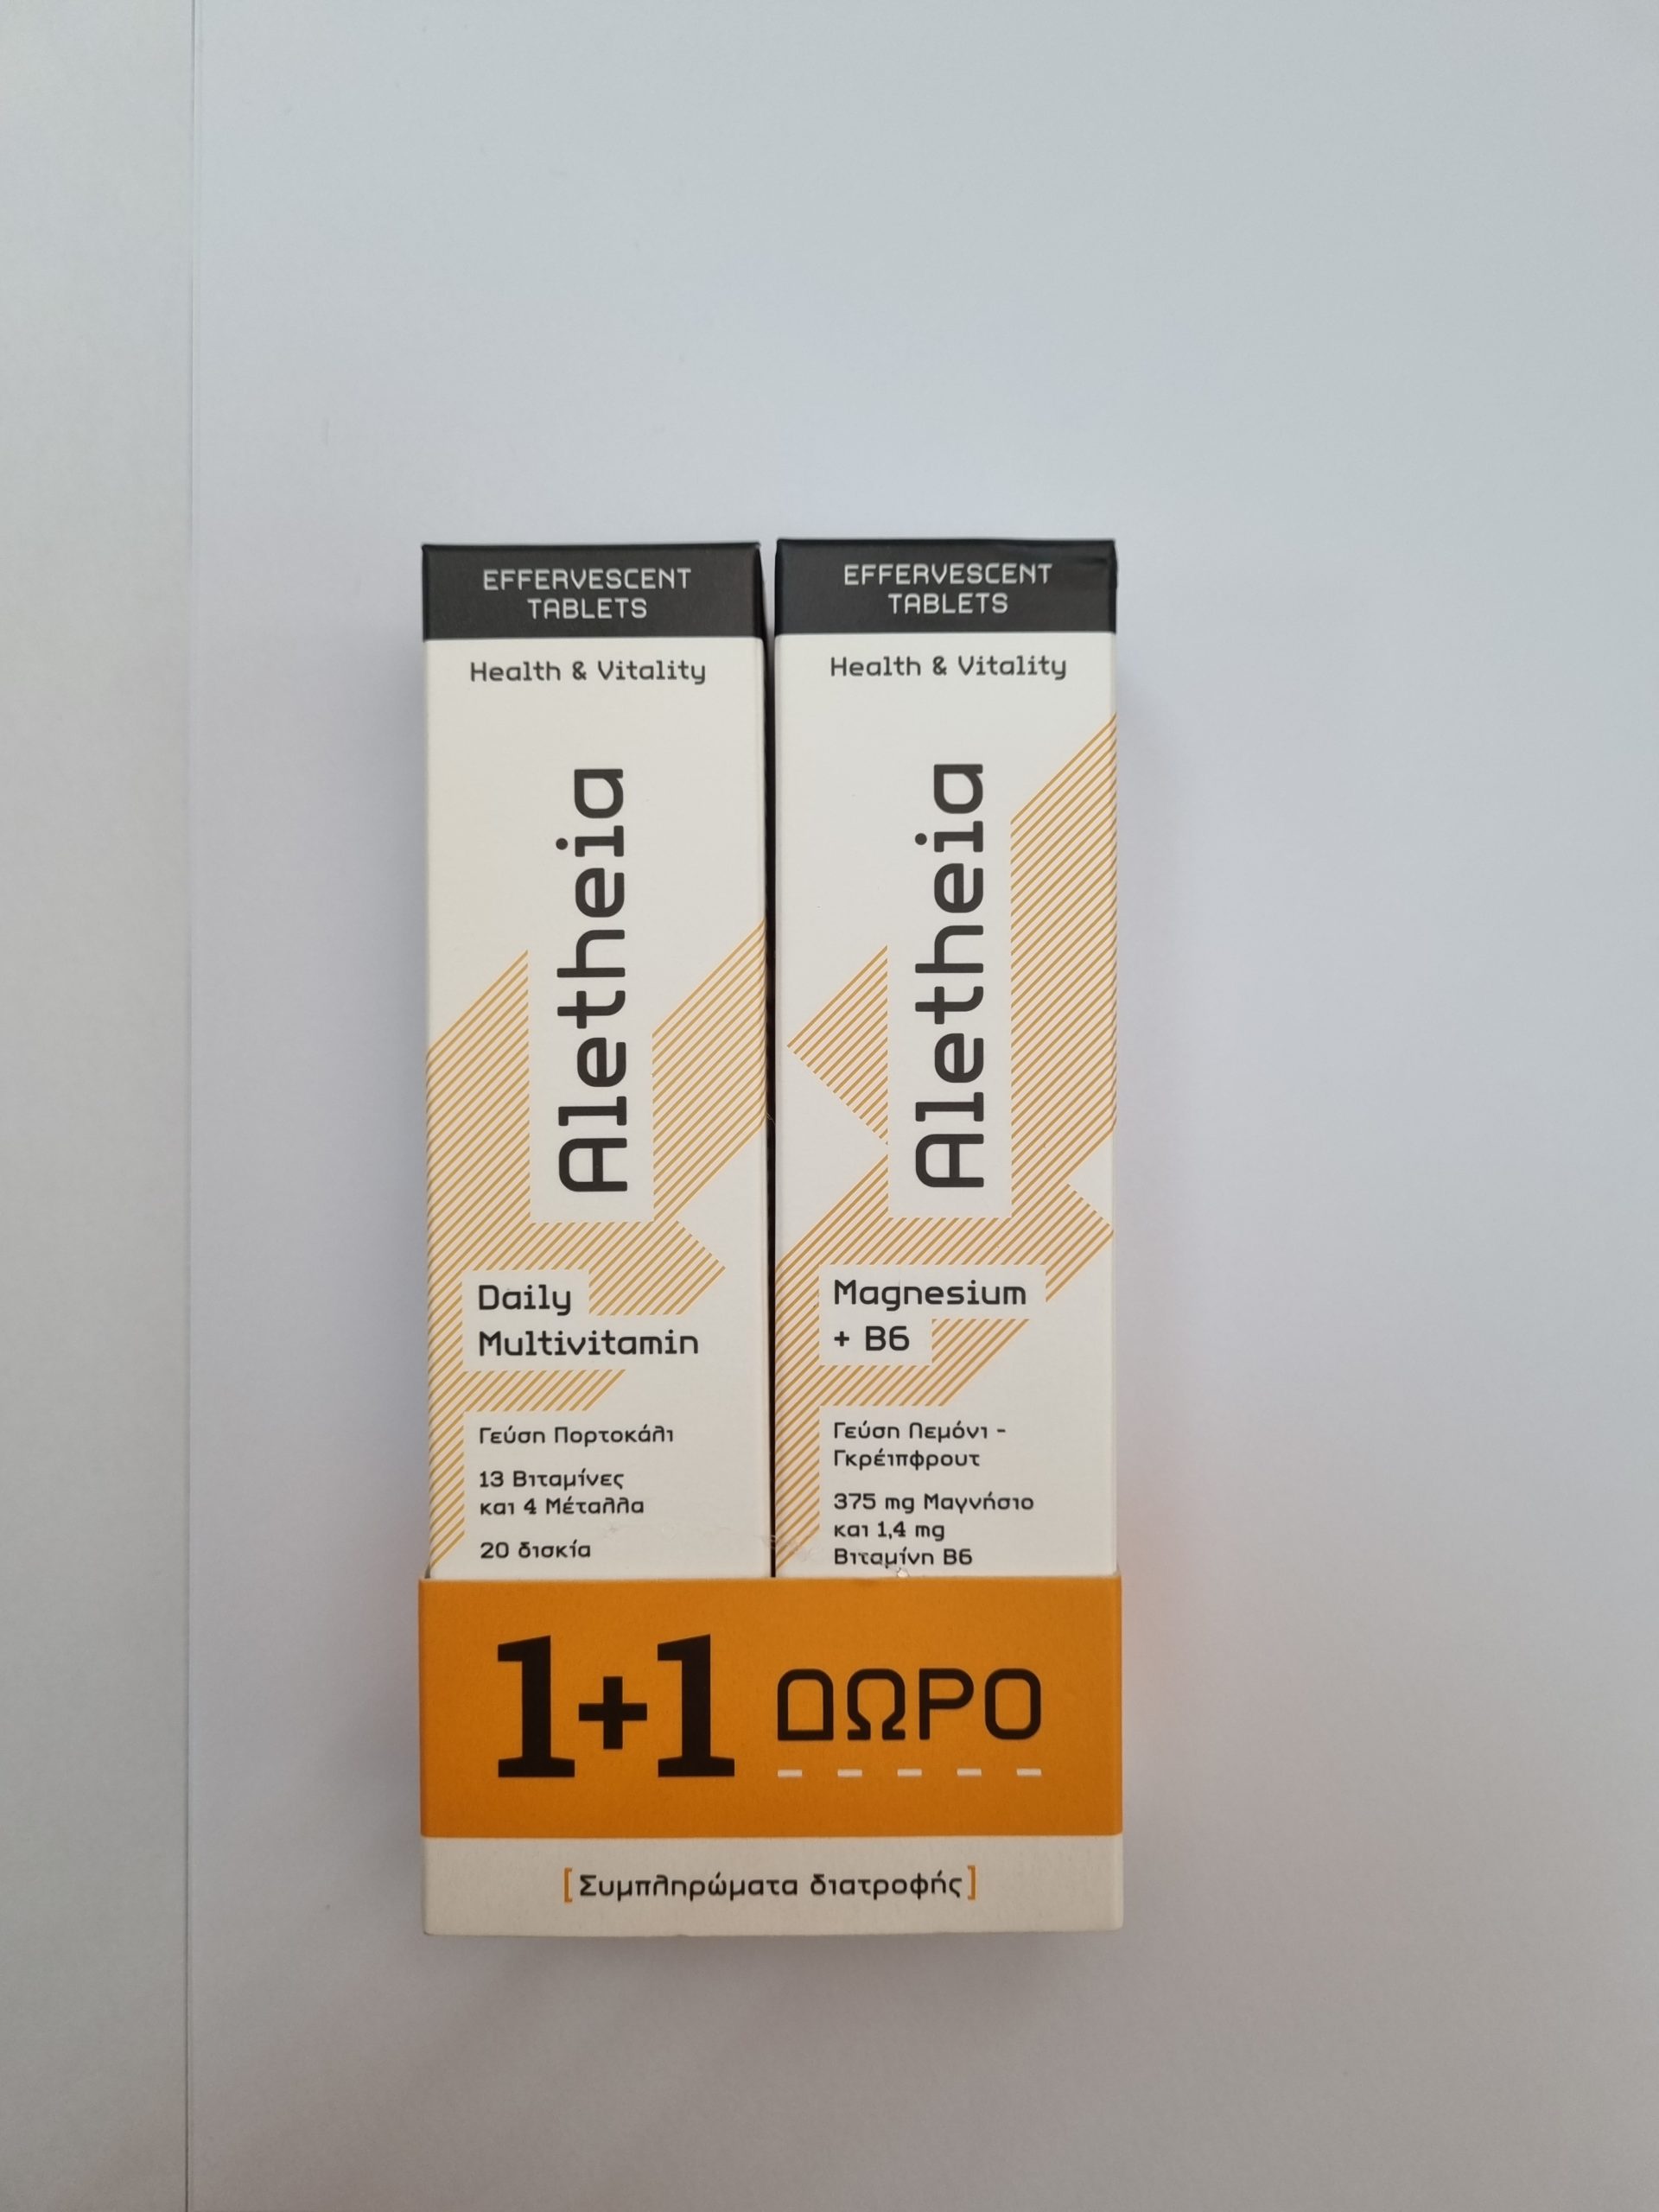 EFFERVESCENT
TABLETS
Health & Vitality
Aletheia
Daily
Multivitamin
Γεύση Πορτοκάλι
13 Βιταμίνες
και 4 Μέταλλα
20 δισκία
EFFERVESCENT
TABLETS
Health & Vitality
Aletheia
Magnesium
+ B6
Γεύση Λεμόνι -
Γκρέιπφρουτ
375 mg Μαγνήσιο
και 1,4 mg
Βιταμίνη Β6
1+1 ΔΩΡΟ
[Συμπληρώματα διατροφής]